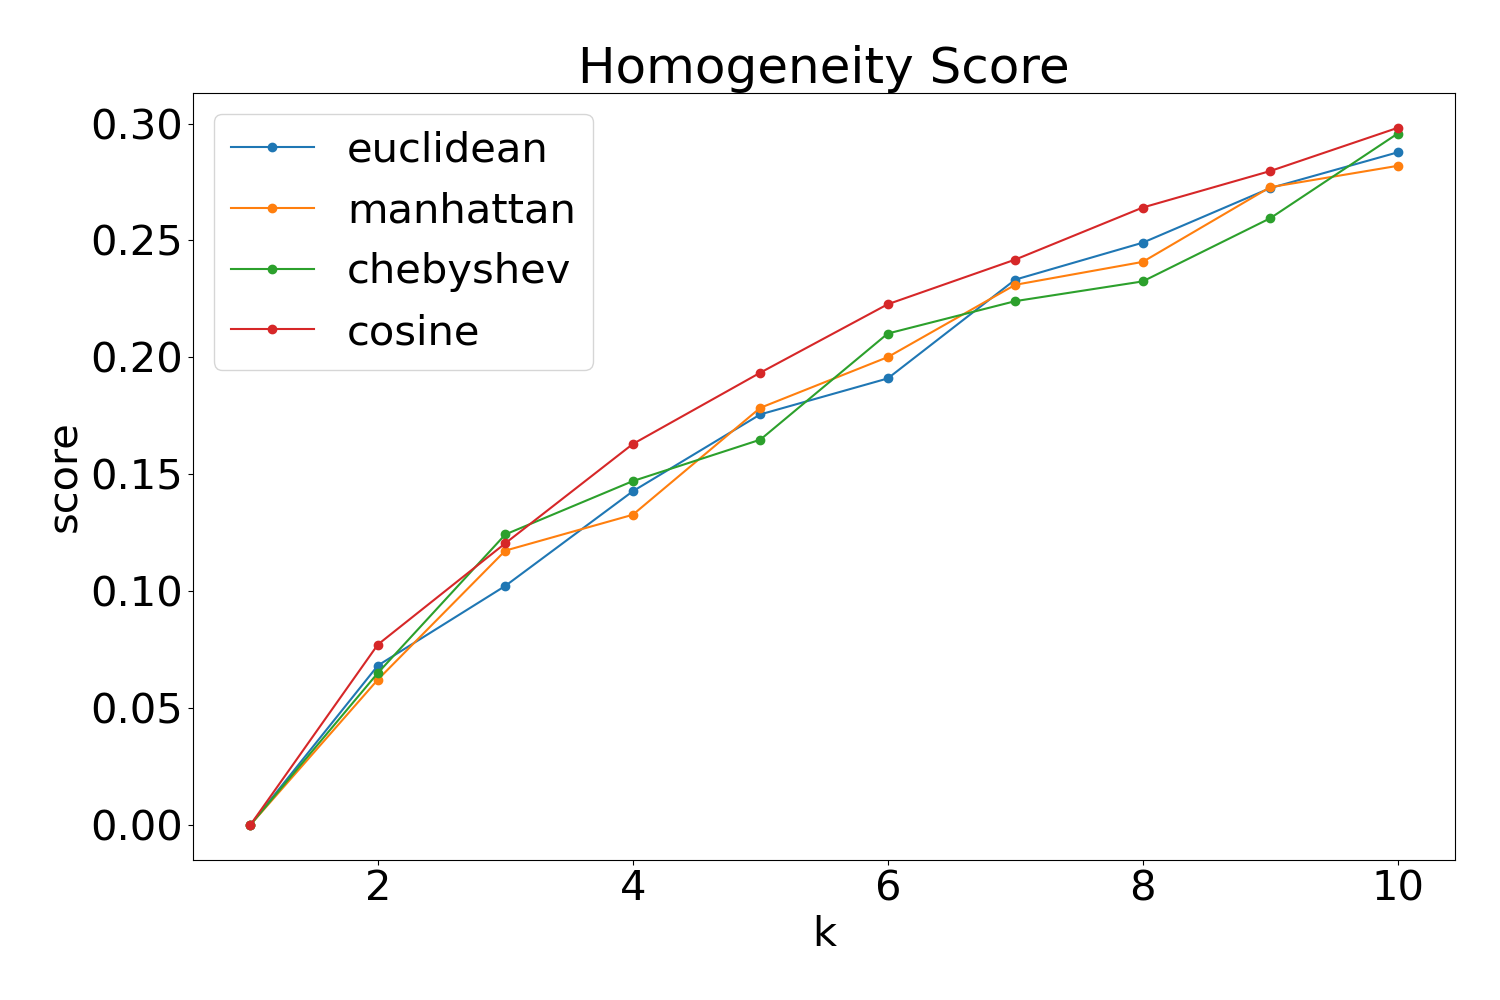 Homogeneity Score
euclidean
manhattan
chebyshev
cosine
score
0.30
0.25
0.20
0.15
0.10
0.05
0.00
2 4 6 8 10
k